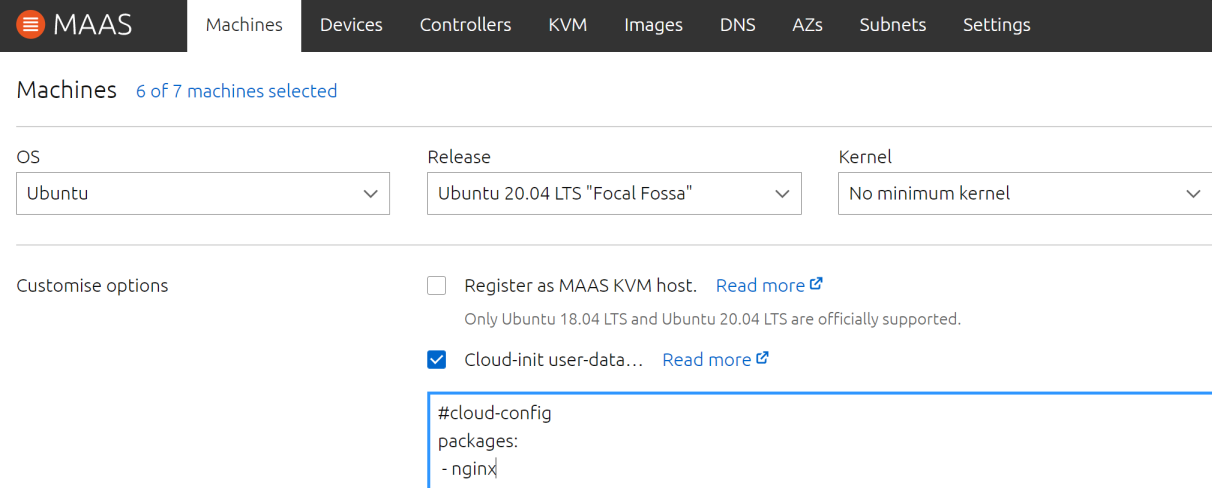 MAAS Machines Devices Controllers KVM Images DNS AZs Subnets Settings
Machines 6 of 7 machines selected
OS Release Kernel
Ubuntu Ubuntu 20.04 LTS "Focal Fossa" No minimum kernel
Customise options Register as MAAS KVM host. Read more
Only Ubuntu 18.04 LTS and Ubuntu 20.04 LTS are officially supported.
Cloud-init user-data… Read more
#cloud-config
packages:
- nginx